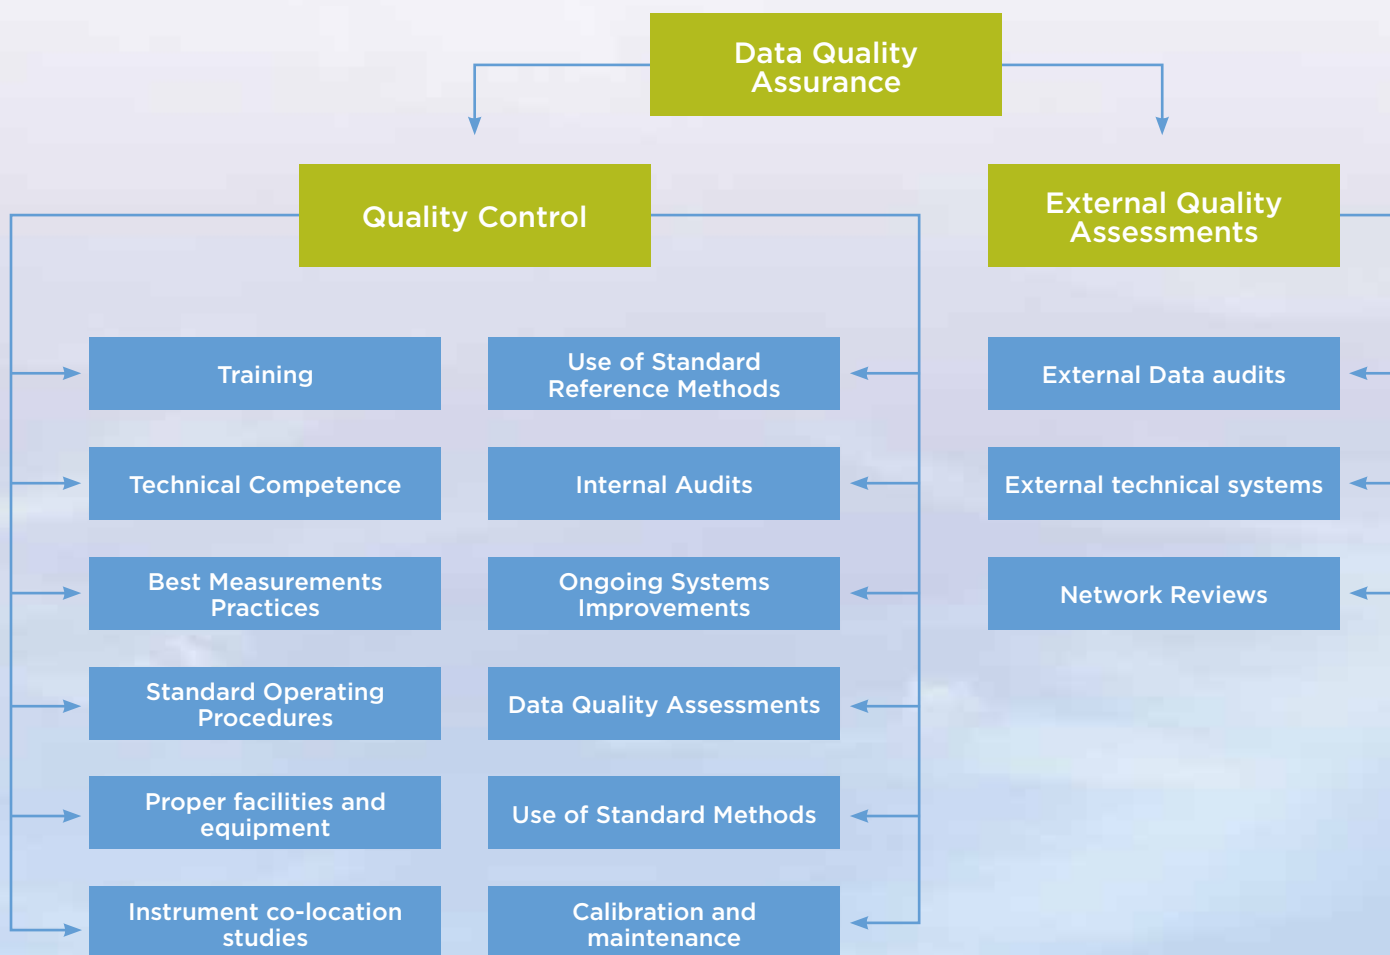 Data Quality
Assurance
Quality Control
External Quality
Assessments
Training
Technical Competence
Best Measurements
Practices
Standard Operating
Procedures
Proper facilities and
equipment
Instrument co-location
studies
Use of Standard
Reference Methods
Internal Audits
Ongoing Systems
Improvements
Data Quality Assessments
Use of Standard Methods
Calibration and
maintenance
External Data audits
External technical systems
Network Reviews